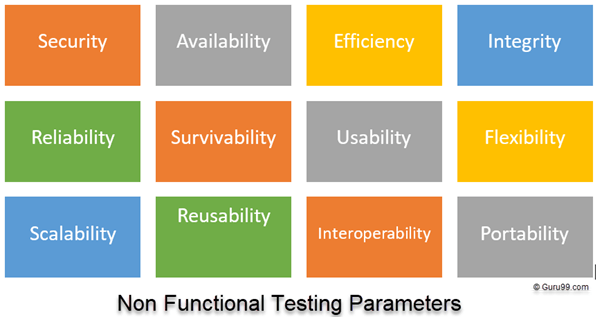 Security
Availability
Efficiency
Integrity
Reliability
Survivability
Usability
Flexibility
Scalability
Reusability
Interoperability
Portability
© Guru99.com
Non Functional Testing Parameters